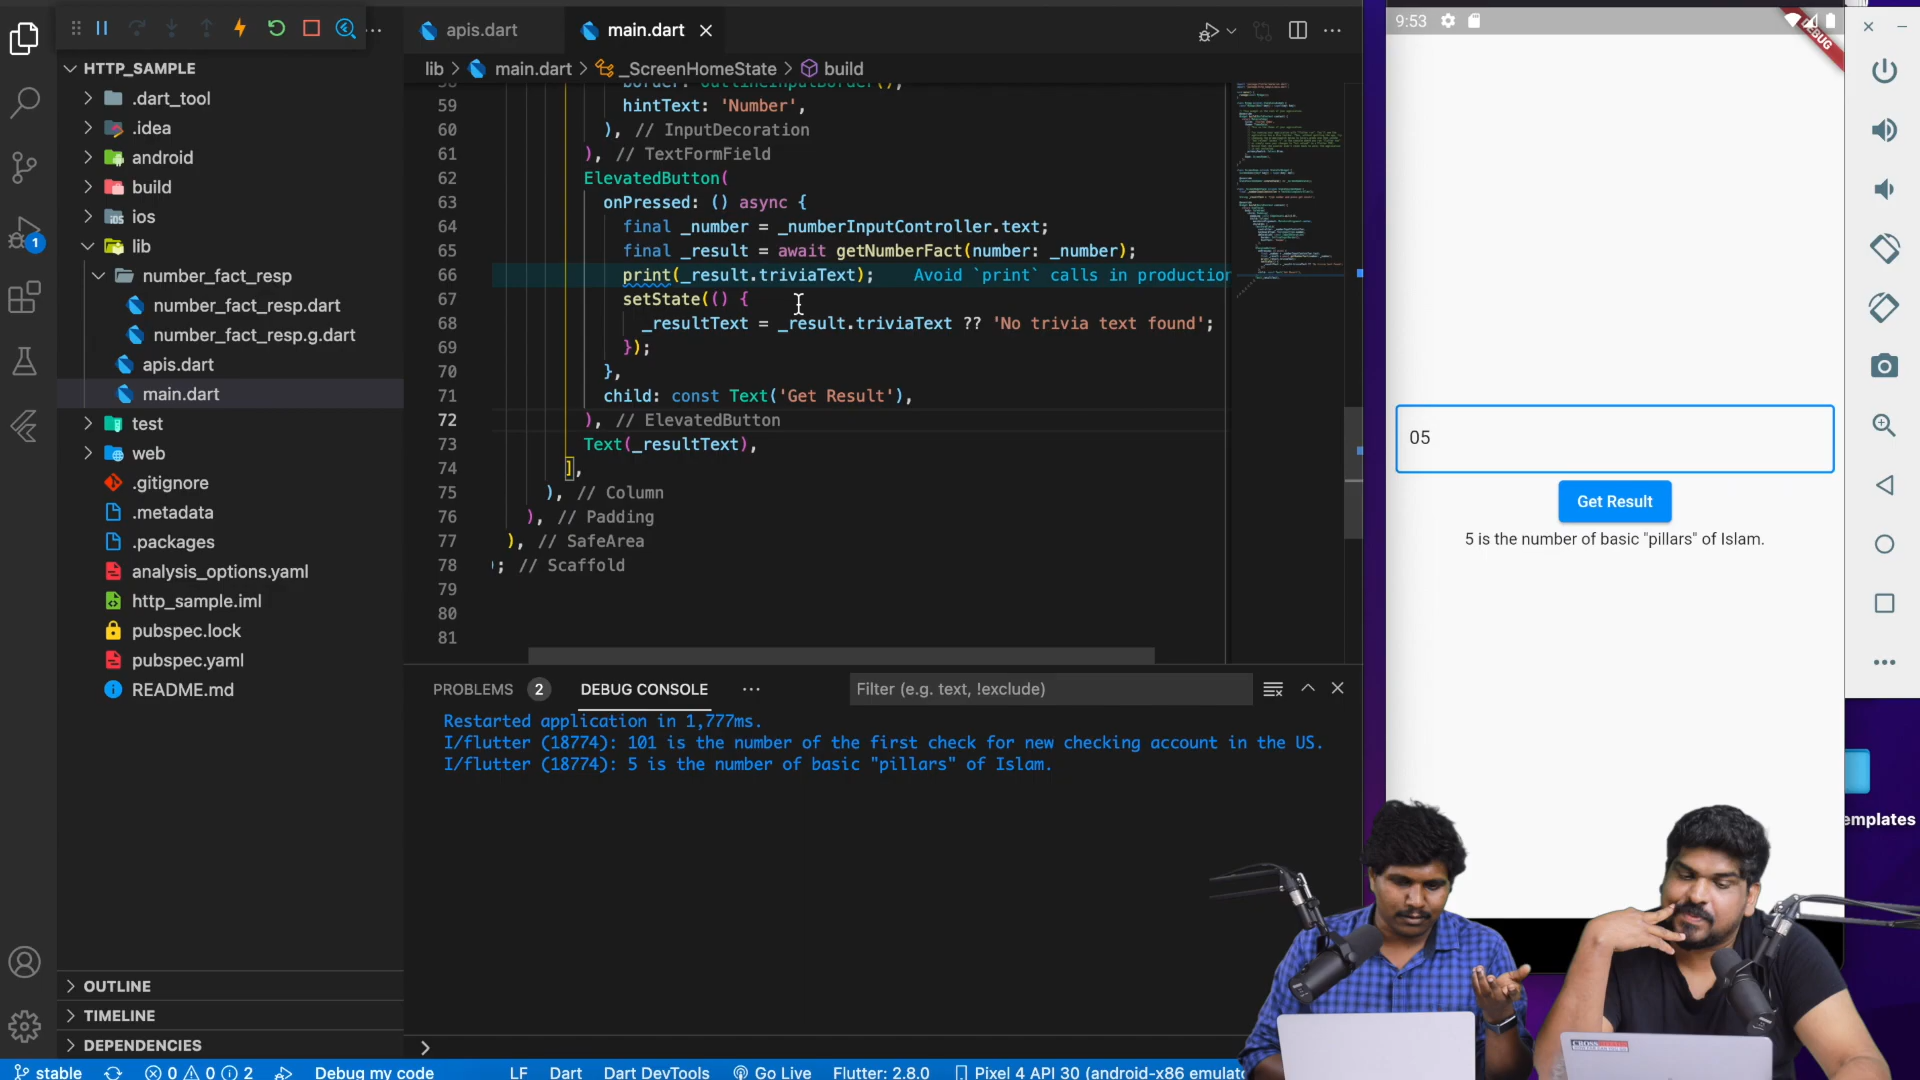 HTTP_SAMPLE
.dart_tool
.idea
android
build
ios
lib
number_fact_resp
number_fact_resp.dart
number_fact_resp.g.dart
apis.dart
main.dart
test
web
.gitignore
.metadata
.packages
analysis_options.yaml
http_sample.iml
pubspec.lock
pubspec.yaml
README.md
OUTLINE
TIMELINE
DEPENDENCIES
1
apis.dart
main.dart
lib > main.dart > _ScreenHomeState > build
59 hintText: 'Number',
60 ), // InputDecoration
61 ), // TextFormField
62 ElevatedButton(
63 onPressed: () async {
64 final _number = _numberInputController.text;
65 final _result = await getNumberFact(number: _number);
66 print(_result.triviaText); Avoid `print` calls in production
67 setState(() {
68 _resultText = _result.triviaText ?? 'No trivia text found';
69 });
70 },
71 child: const Text('Get Result'),
72 ), // ElevatedButton
73 Text(_resultText),
74 ],
75 ), // Column
76 ), // Padding
77 ), // SafeArea
78 ; // Scaffold
79
80
81
PROBLEMS 2 DEBUG CONSOLE Filter (e.g. text, !exclude)
Restarted application in 1,777ms.
I/flutter (18774): 101 is the number of the first check for new checking account in the US.
I/flutter (18774): 5 is the number of basic "pillars" of Islam.
stable 0 0 2 Debug my code LF Dart Dart DevTools Go Live Flutter: 2.8.0 Pixel 4 API 30 (android-x86 emulato
9:53
DEBUG
05
Get Result
5 is the number of basic "pillars" of Islam.
emplates